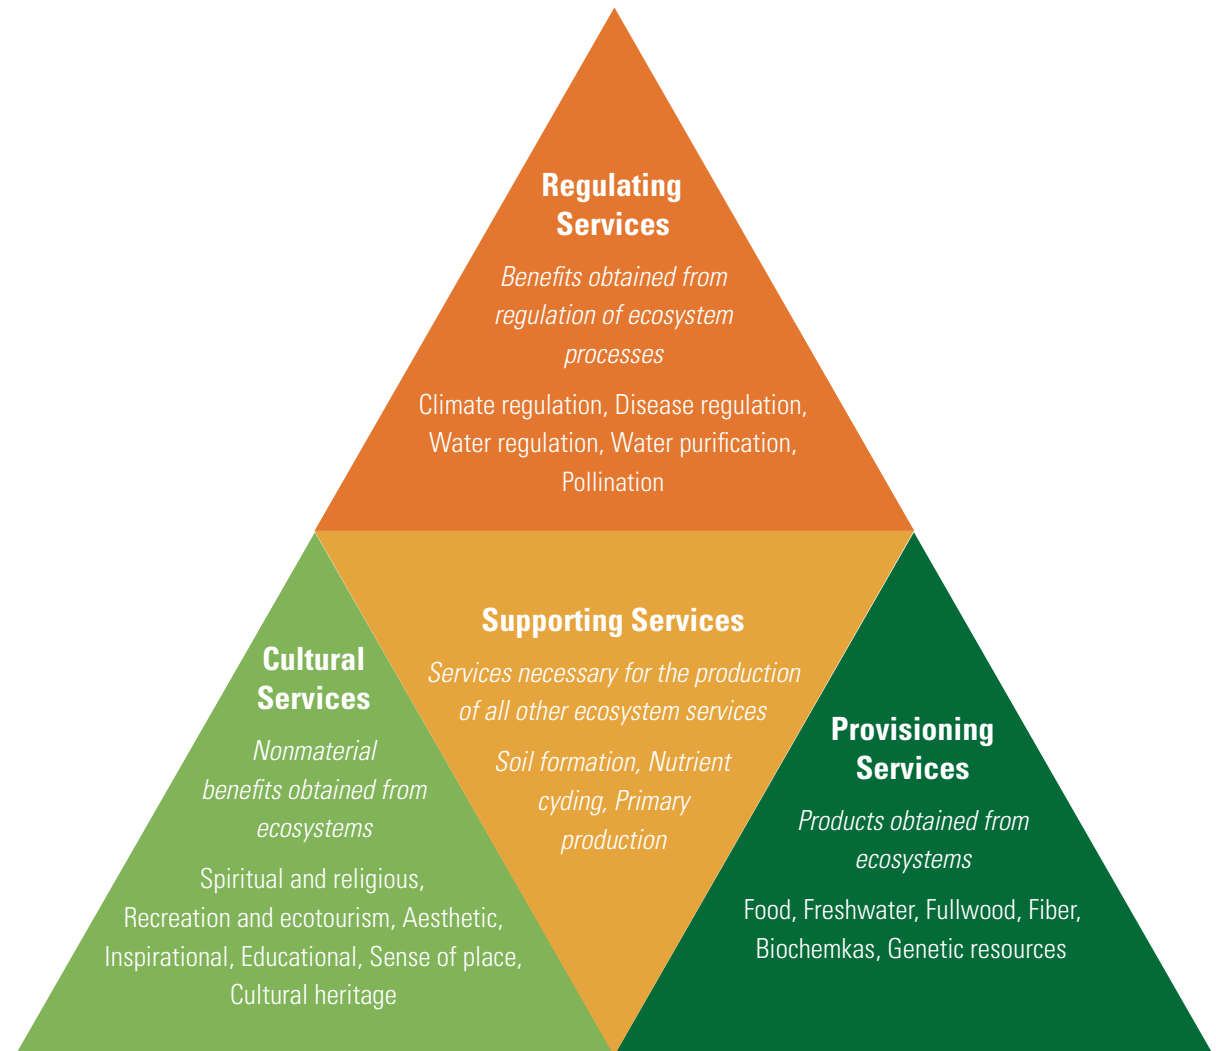 Regulating
Services
Benefits obtained from
regulation of ecosystem
processes
Climate regulation, Disease regulation,
Water regulation, Water purification,
Pollination
Supporting Services
Services necessary for the production
of all other ecosystem services
Soil formation, Nutrient
cyding, Primary
production
Cultural
Services
Nonmaterial
benefits obtained from
ecosystems
Spiritual and religious,
Recreation and ecotourism, Aesthetic,
Inspirational, Educational, Sense of place,
Cultural heritage
Provisioning
Services
Products obtained from
ecosystems
Food, Freshwater, Fullwood, Fiber,
Biochemkas, Genetic resources